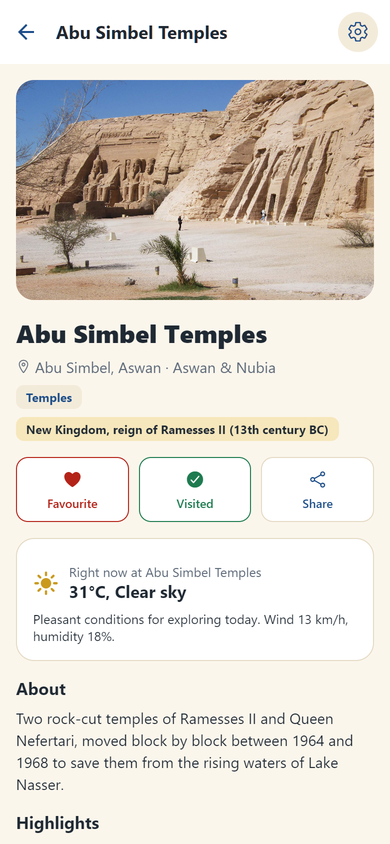 Abu Simbel Temples
Abu Simbel Temples
Abu Simbel, Aswan · Aswan & Nubia
Temples
New Kingdom, reign of Ramesses II (13th century BC)
Favourite
Visited
Share
Right now at Abu Simbel Temples
31°C, Clear sky
Pleasant conditions for exploring today. Wind 13 km/h,
humidity 18%.
About
Two rock-cut temples of Ramesses II and Queen
Nefertari, moved block by block between 1964 and
1968 to save them from the rising waters of Lake
Nasser.
Highlights